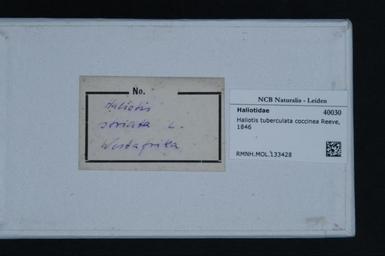 No.
Haliotis
striata L.
Westafrika
NCB Naturalis - Leiden
Haliotidae 40030
Haliotis tuberculata coccinea Reeve,
1846
RMNH.MOL.133428